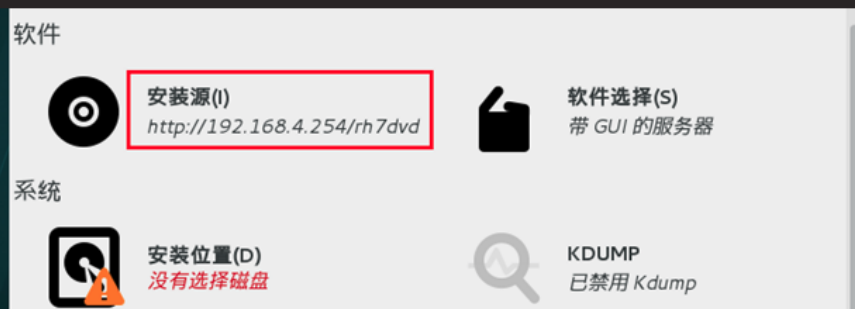 软件
安装源(I)
http://192.168.4.254/rh7dvd
软件选择(S)
带 GUI 的服务器
系统
安装位置(D)
没有选择磁盘
KDUMP
已禁用 Kdump